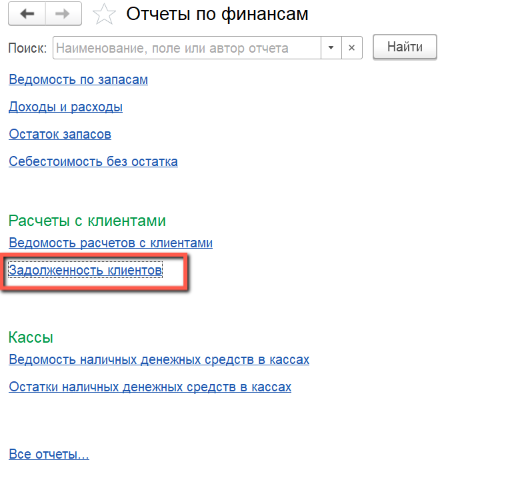 Отчеты по финансам
Поиск: Наименование, поле или автор отчета Найти
Ведомость по запасам
Доходы и расходы
Остаток запасов
Себестоимость без остатка
Расчеты с клиентами
Ведомость расчетов с клиентами
Задолженность клиентов
Кассы
Ведомость наличных денежных средств в кассах
Остатки наличных денежных средств в кассах
Все отчеты...